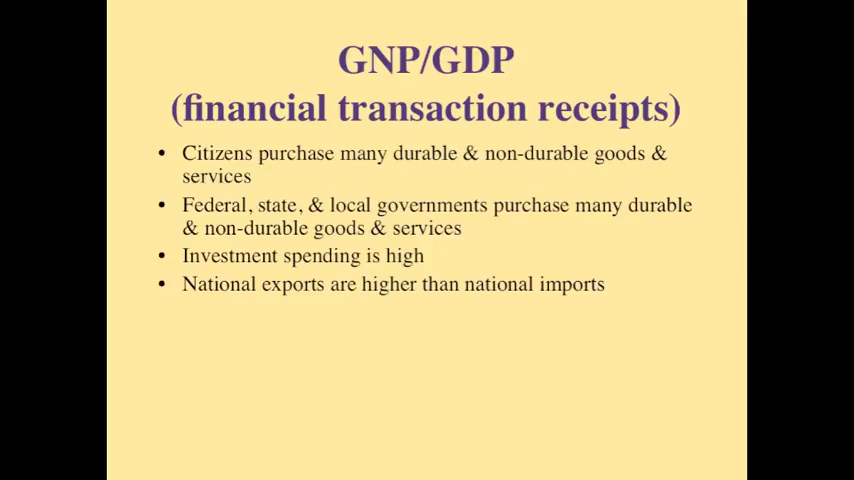 GNP/GDP
(financial transaction receipts)
• Citizens purchase many durable & non-durable goods &
services
• Federal, state, & local governments purchase many durable
& non-durable goods & services
• Investment spending is high
• National exports are higher than national imports